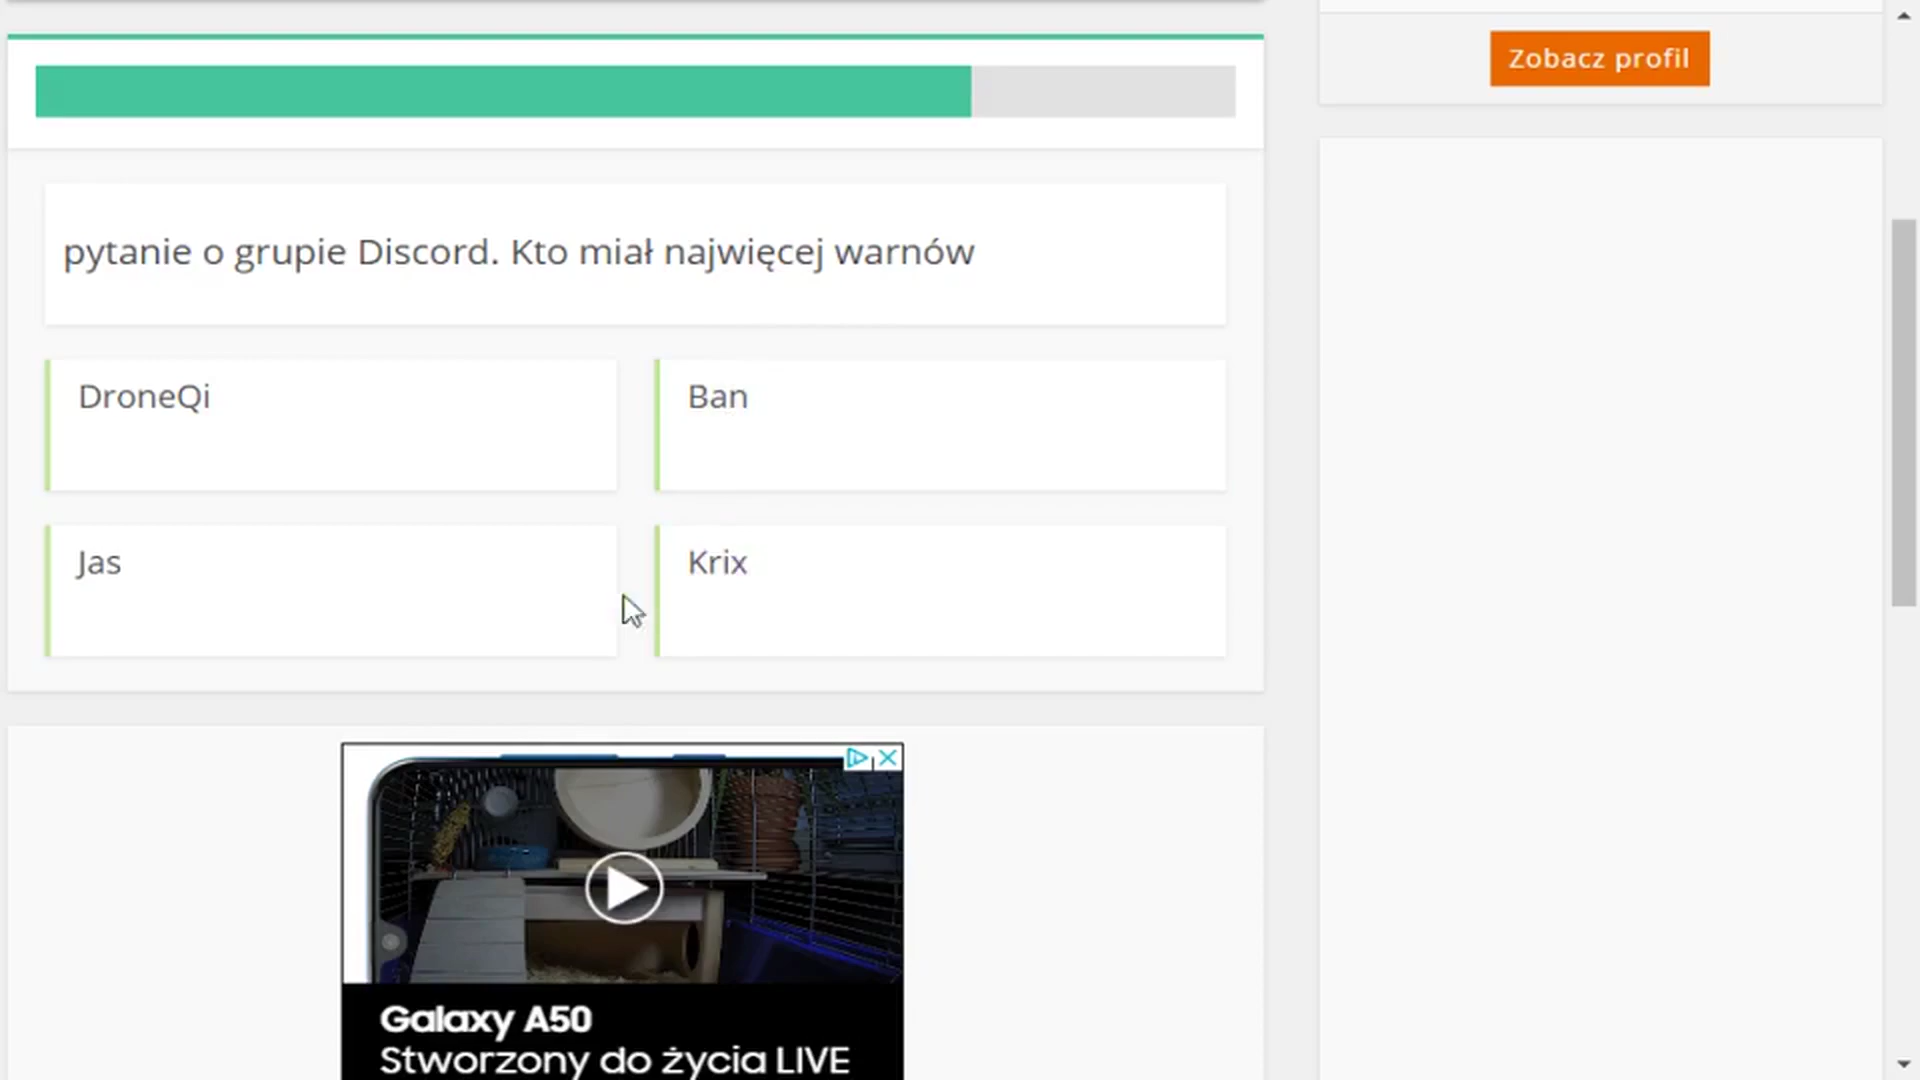 Zobacz profil
pytanie o grupie Discord. Kto miał najwięcej warnów
DroneQi
Ban
Jas
Krix
Galaxy A50
Stworzony do życia LIVE